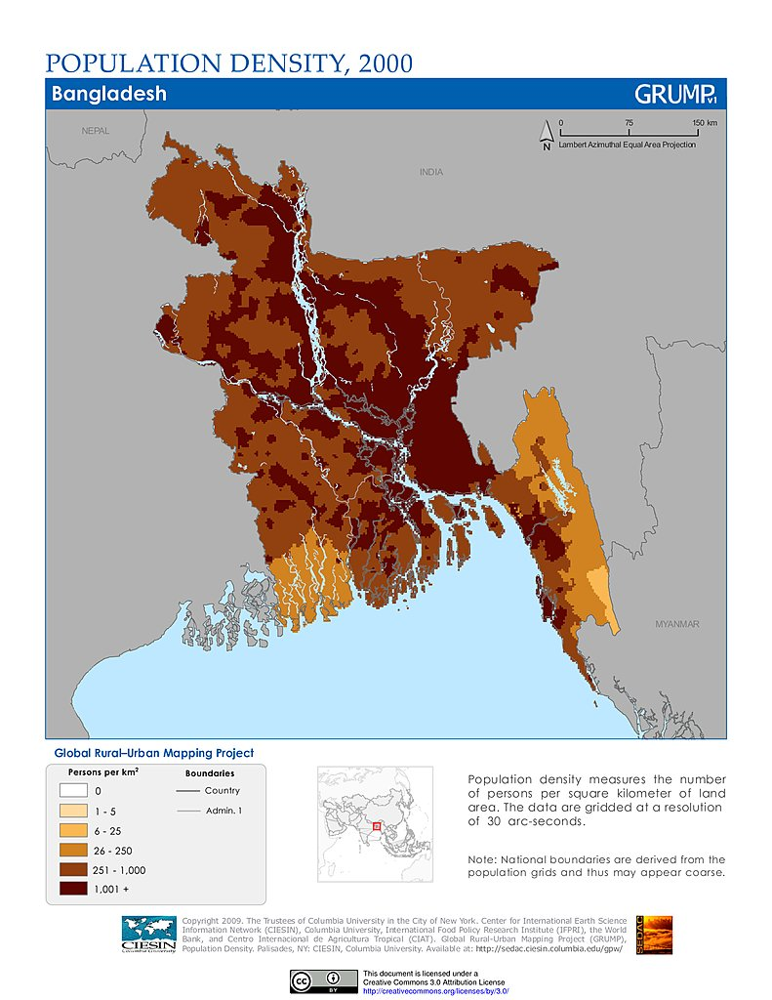 POPULATION DENSITY, 2000
Bangladesh
GRUMPv1
0 75 150 km
N
Lambert Azimuthal Equal Area Projection
NEPAL
INDIA
MYANMAR
Global Rural–Urban Mapping Project
Persons per km²
0
1 - 5
6 - 25
26 - 250
251 - 1,000
1,001 +
Boundaries
Country
Admin. 1
Population density measures the number
of persons per square kilometer of land
area. The data are gridded at a resolution
of 30 arc-seconds.
Note: National boundaries are derived from the
population grids and thus may appear coarse.
CIESIN
Columbia University
Copyright 2009. The Trustees of Columbia University in the City of New York. Center for International Earth Science
Information Network (CIESIN), Columbia University, International Food Policy Research Institute (IFPRI), the World
Bank, and Centro Internacional de Agricultura Tropical (CIAT). Global Rural-Urban Mapping Project (GRUMP),
Population Density. Palisades, NY: CIESIN, Columbia University. Available at: http://sedac.ciesin.columbia.edu/gpw/
SEDAC
cc
BY
This document is licensed under a
Creative Commons 3.0 Attribution License
http://creativecommons.org/licenses/by/3.0/